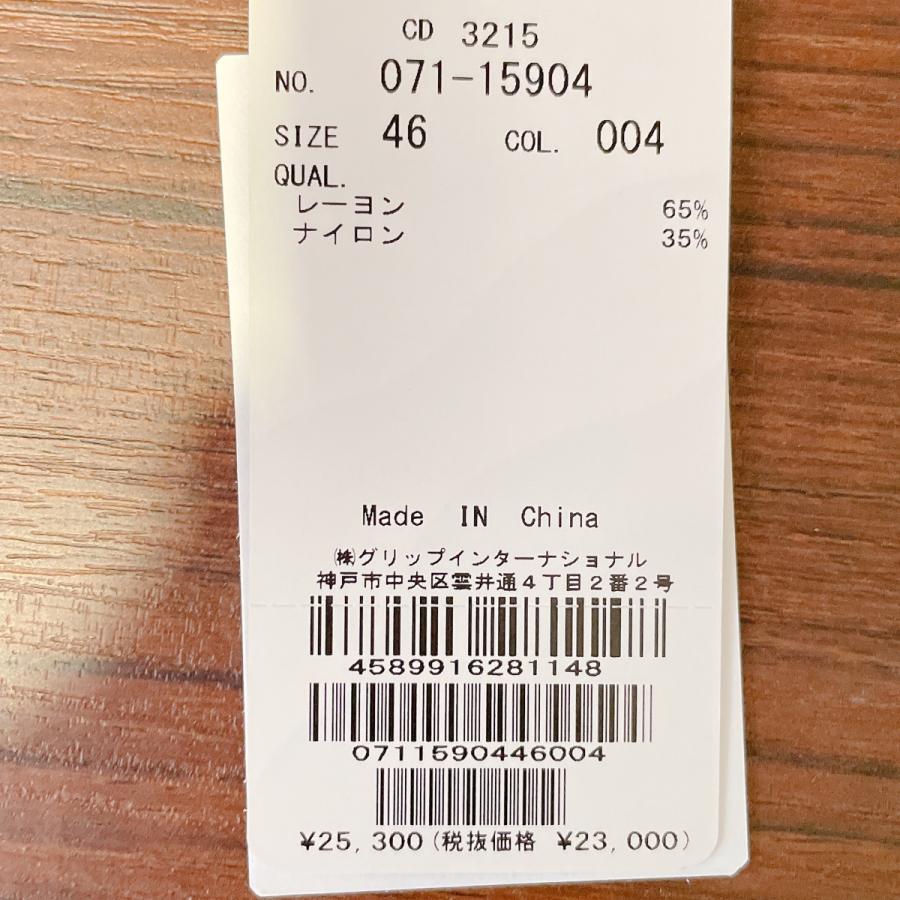 CD 3215
NO. 071-15904
SIZE 46 COL. 004
QUAL.
レーヨン 65%
ナイロン 35%
Made IN China
㈱グリップインターナショナル
神戸市中央区雲井通4丁目2番2号
4589916281148
0711590446004
¥25,300(税抜価格 ¥23,000)